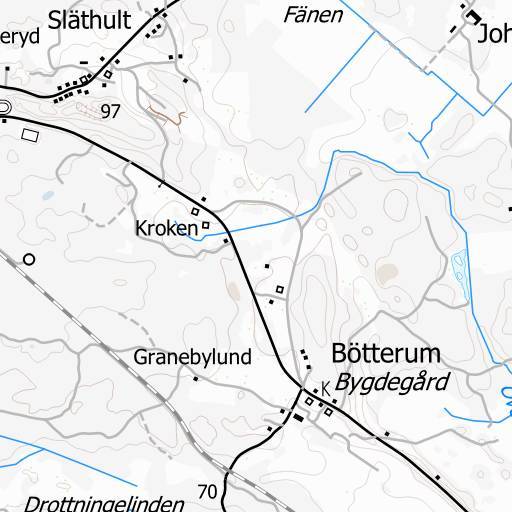 Släthult
Fänen
eryd
Joh
97
Kroken
Granebylund
Bötterum
K
Bygdegård
70
Drottningelinden